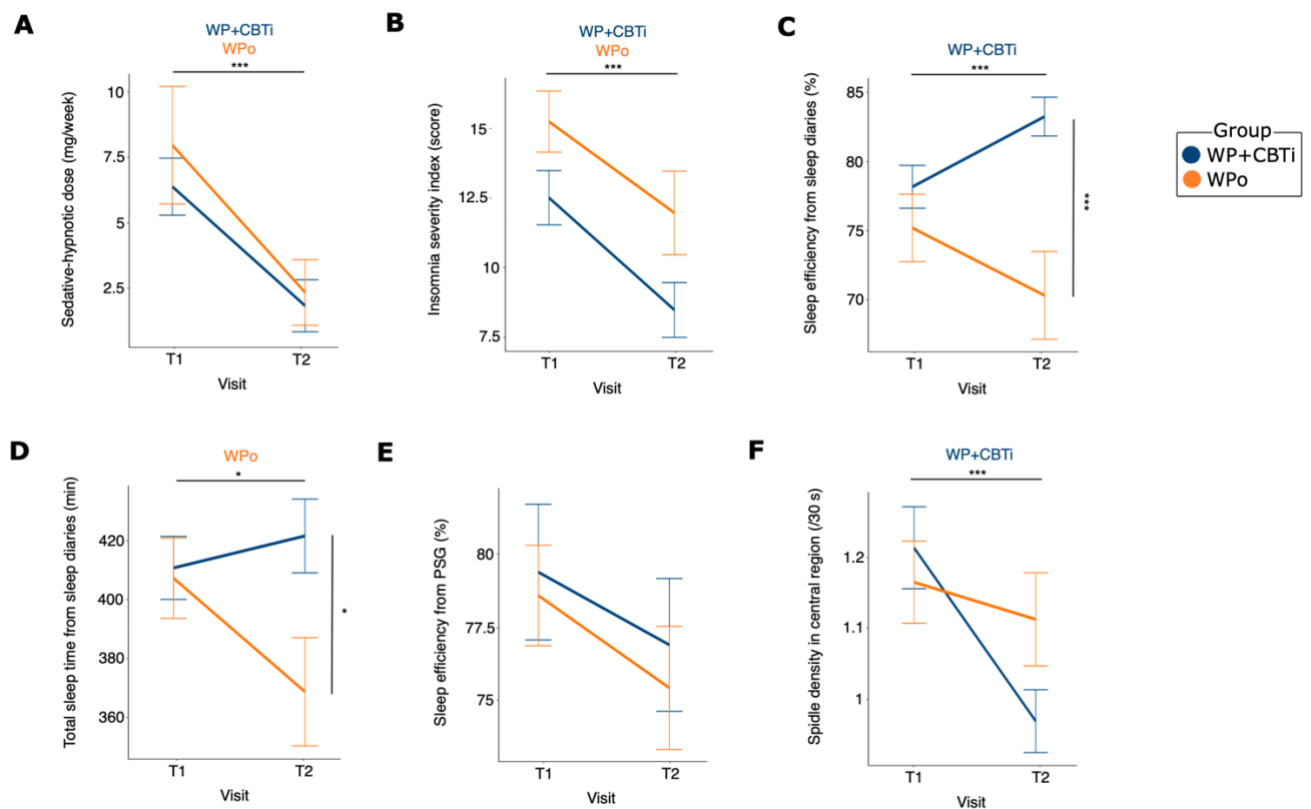 A
WP+CBTi
WPo
***
Sedative-hypnotic dose (mg/week)
10
7.5
5
2.5
T1
T2
Visit
B
WP+CBTi
WPo
***
Insomnia severity index (score)
15
12.5
10
7.5
T1
T2
Visit
C
WP+CBTi
***
Sleep efficiency from sleep diaries (%)
85
80
75
70
***
T1
T2
Visit
Group
WP+CBTi
WPo
D
WPo
*
Total sleep time from sleep diaries (min)
420
400
380
360
*
T1
T2
Visit
E
Sleep efficiency from PSG (%)
80
77.5
75
T1
T2
Visit
F
WP+CBTi
***
Spidle density in central region (/30 s)
1.2
1.1
1
T1
T2
Visit